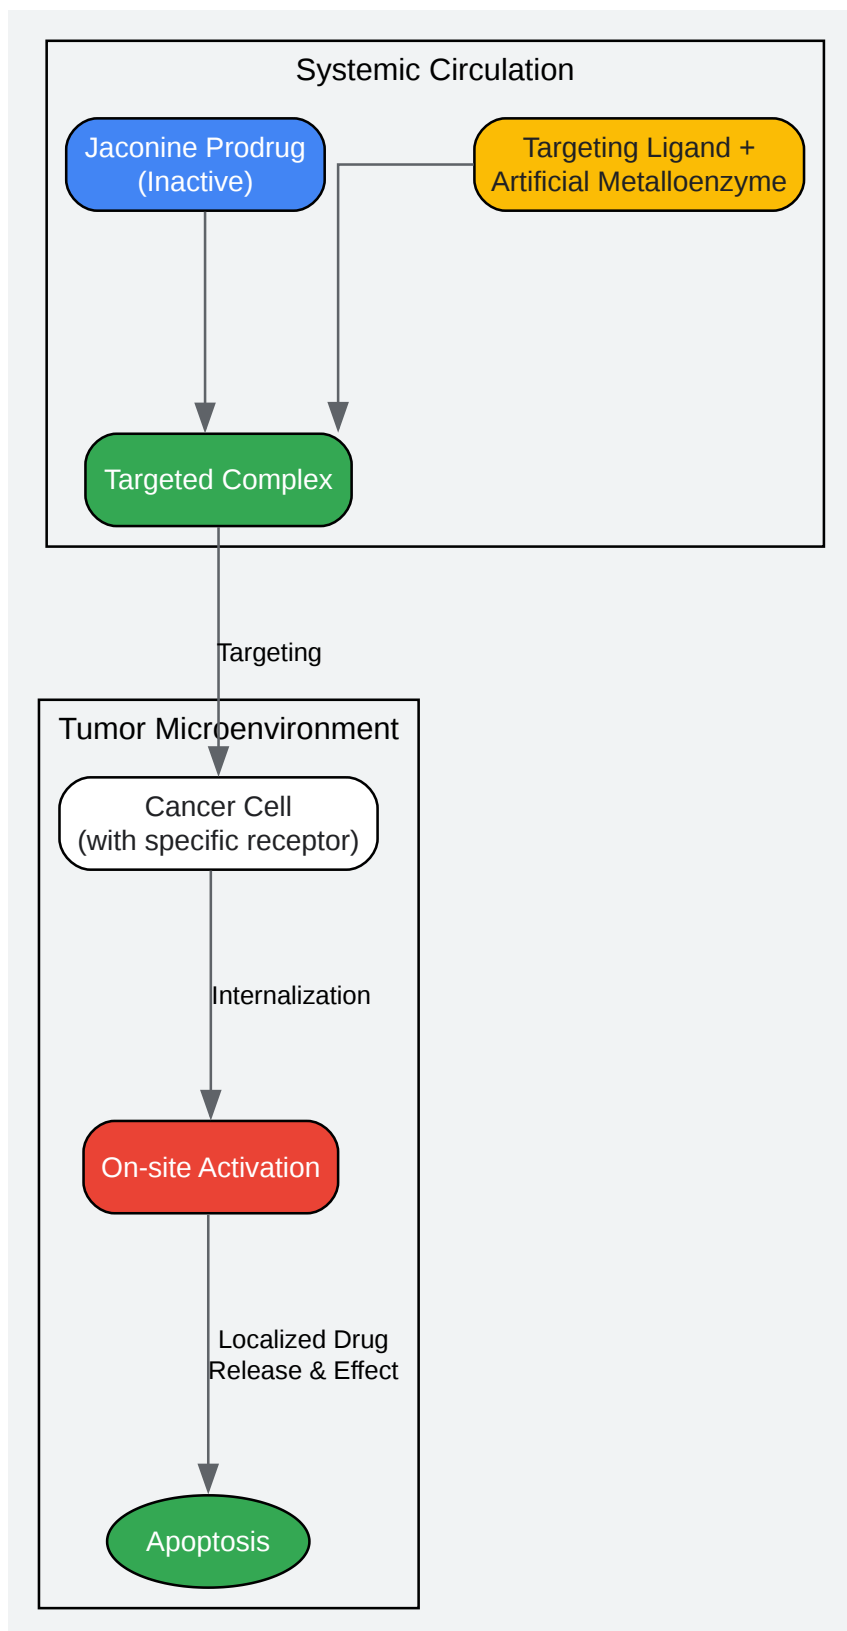 Systemic Circulation
Jaconine Prodrug
(Inactive)
Targeting Ligand +
Artificial Metalloenzyme
Targeted Complex
Targeting
Tumor Microenvironment
Cancer Cell
(with specific receptor)
Internalization
On-site Activation
Localized Drug
Release & Effect
Apoptosis